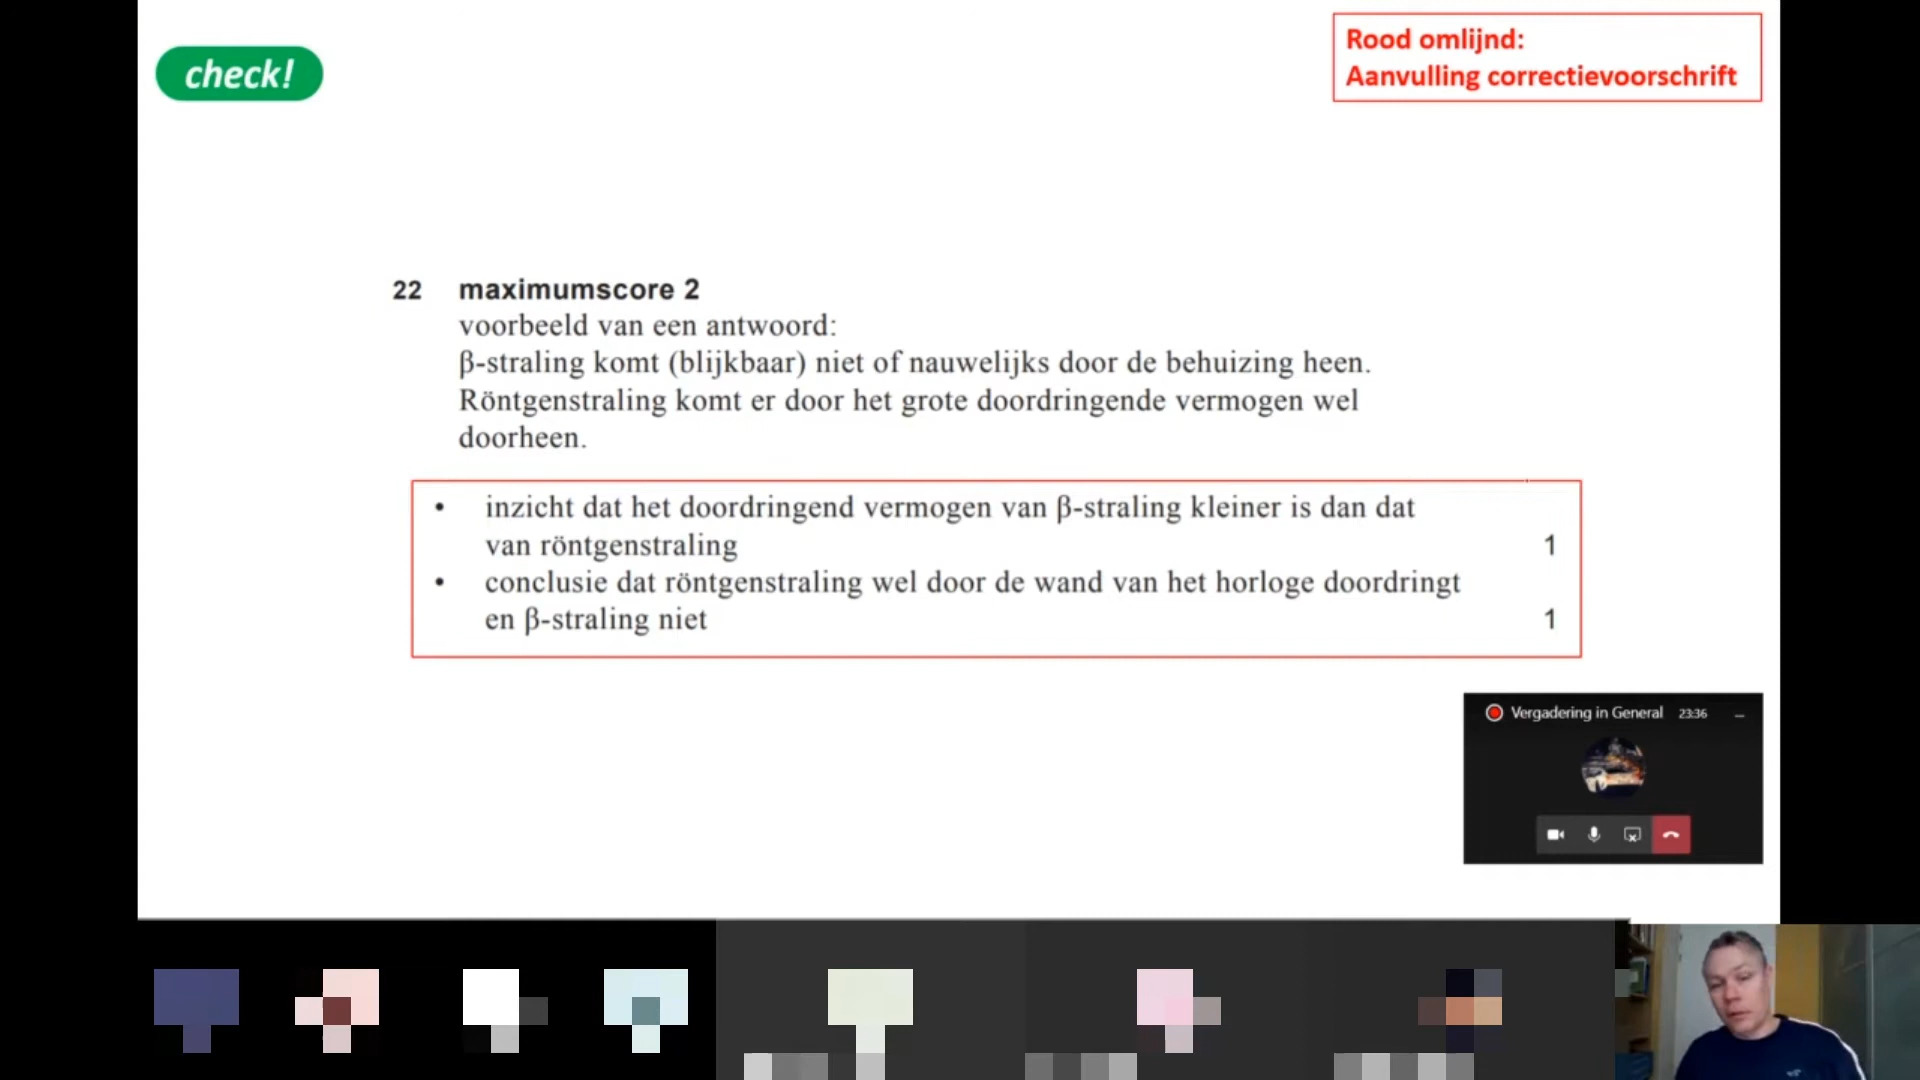 check!
Rood omlijnd:
Aanvulling correctievoorschrift
22 maximumscore 2
voorbeeld van een antwoord:
β-straling komt (blijkbaar) niet of nauwelijks door de behuizing heen.
Röntgenstraling komt er door het grote doordringende vermogen wel
doorheen.
• inzicht dat het doordringend vermogen van β-straling kleiner is dan dat
van röntgenstraling 1
• conclusie dat röntgenstraling wel door de wand van het horloge doordringt
en β-straling niet 1
Vergadering in General 23:36